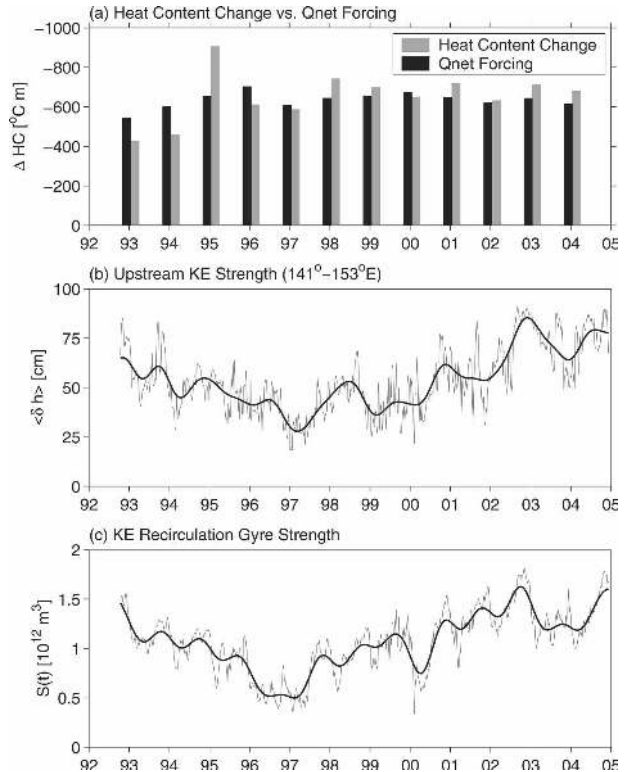 (a) Heat Content Change vs. Qnet Forcing
Δ HC [°C m]
-1000
-800
-600
-400
-200
0
Heat Content Change
Qnet Forcing
92 93 94 95 96 97 98 99 00 01 02 03 04 05
(b) Upstream KE Strength (141°-153°E)
<δ h> [cm]
100
75
50
25
0
92 93 94 95 96 97 98 99 00 01 02 03 04 05
(c) KE Recirculation Gyre Strength
S(t) [10¹² m³]
2
1.5
1
0.5
0
92 93 94 95 96 97 98 99 00 01 02 03 04 05